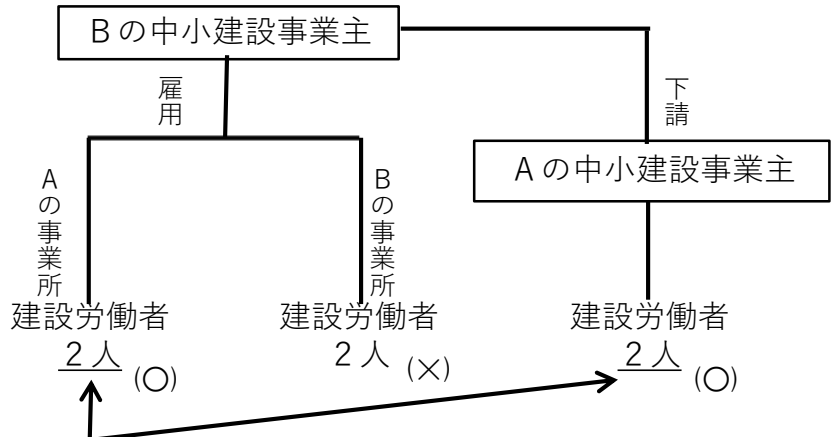 Ｂの中小建設事業主
雇用
下請
Ａの中小建設事業主
Ａの事業所
Ｂの事業所
建設労働者
２人 (〇)
建設労働者
２人 (×)
建設労働者
２人 (〇)